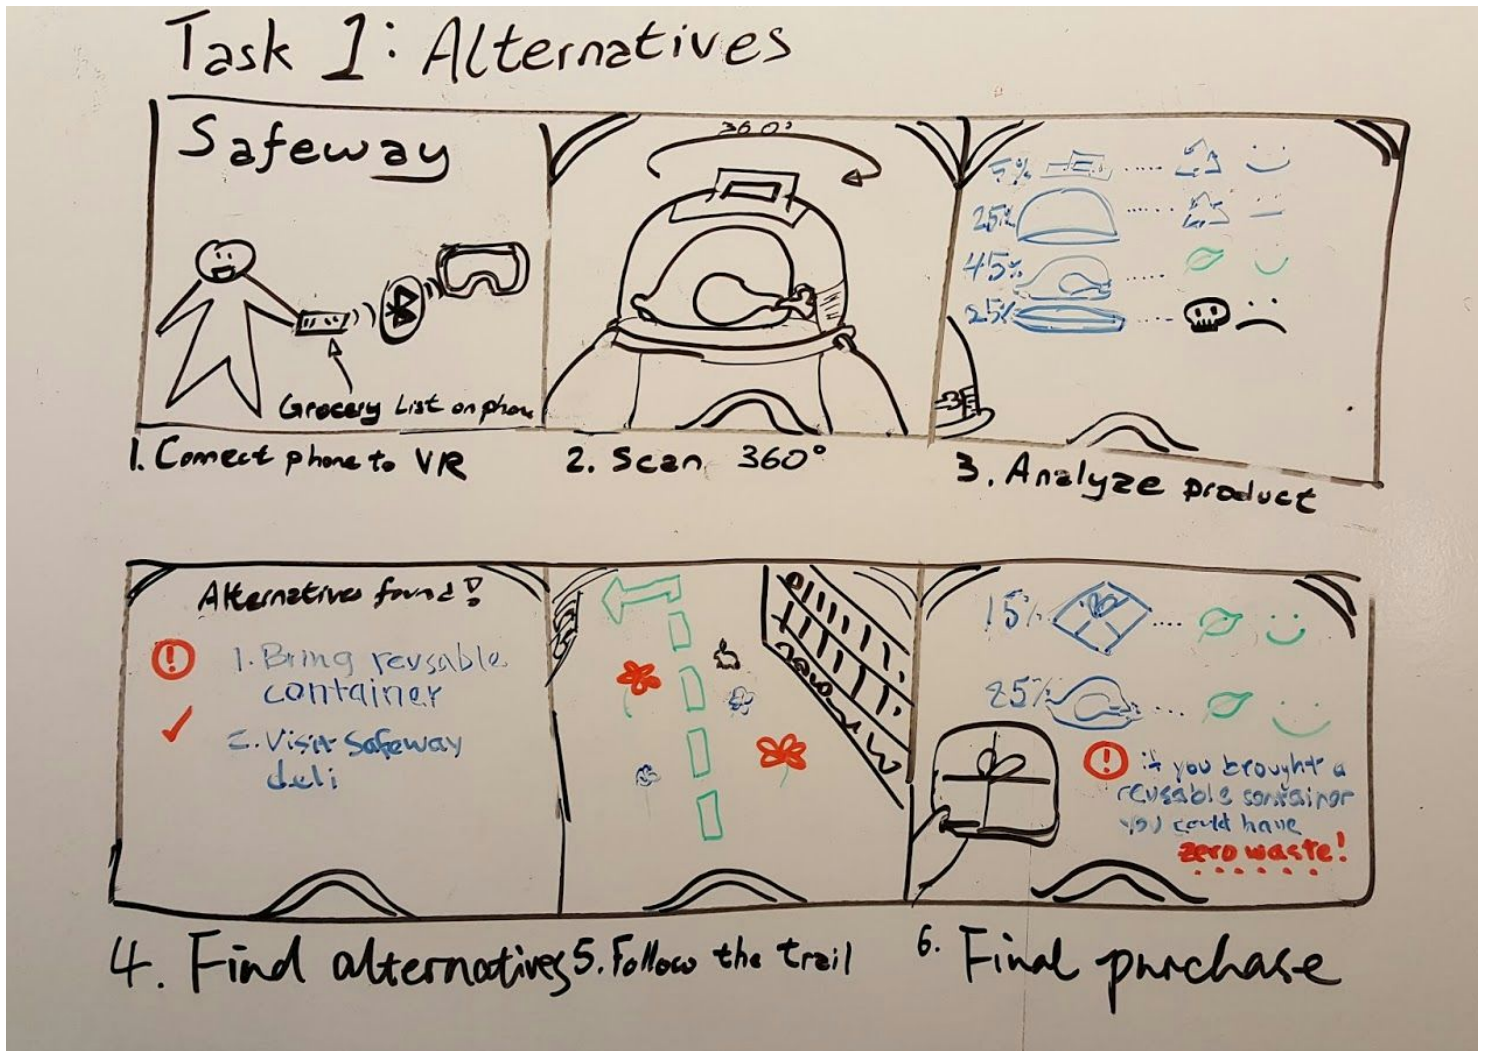 Task 1: Alternatives
Safeway
Grocery List on phone
1. Connect phone to VR
360°
2. Scan 360°
5%
25%
45%
25%
3. Analyze product
Alternatives found!
! 1. Bring reusable
container
2. Visit Safeway
deli
4. Find alternatives
5. Follow the trail
15%
85%
! if you brought a
reusable container
you could have
zero waste!
6. Final purchase